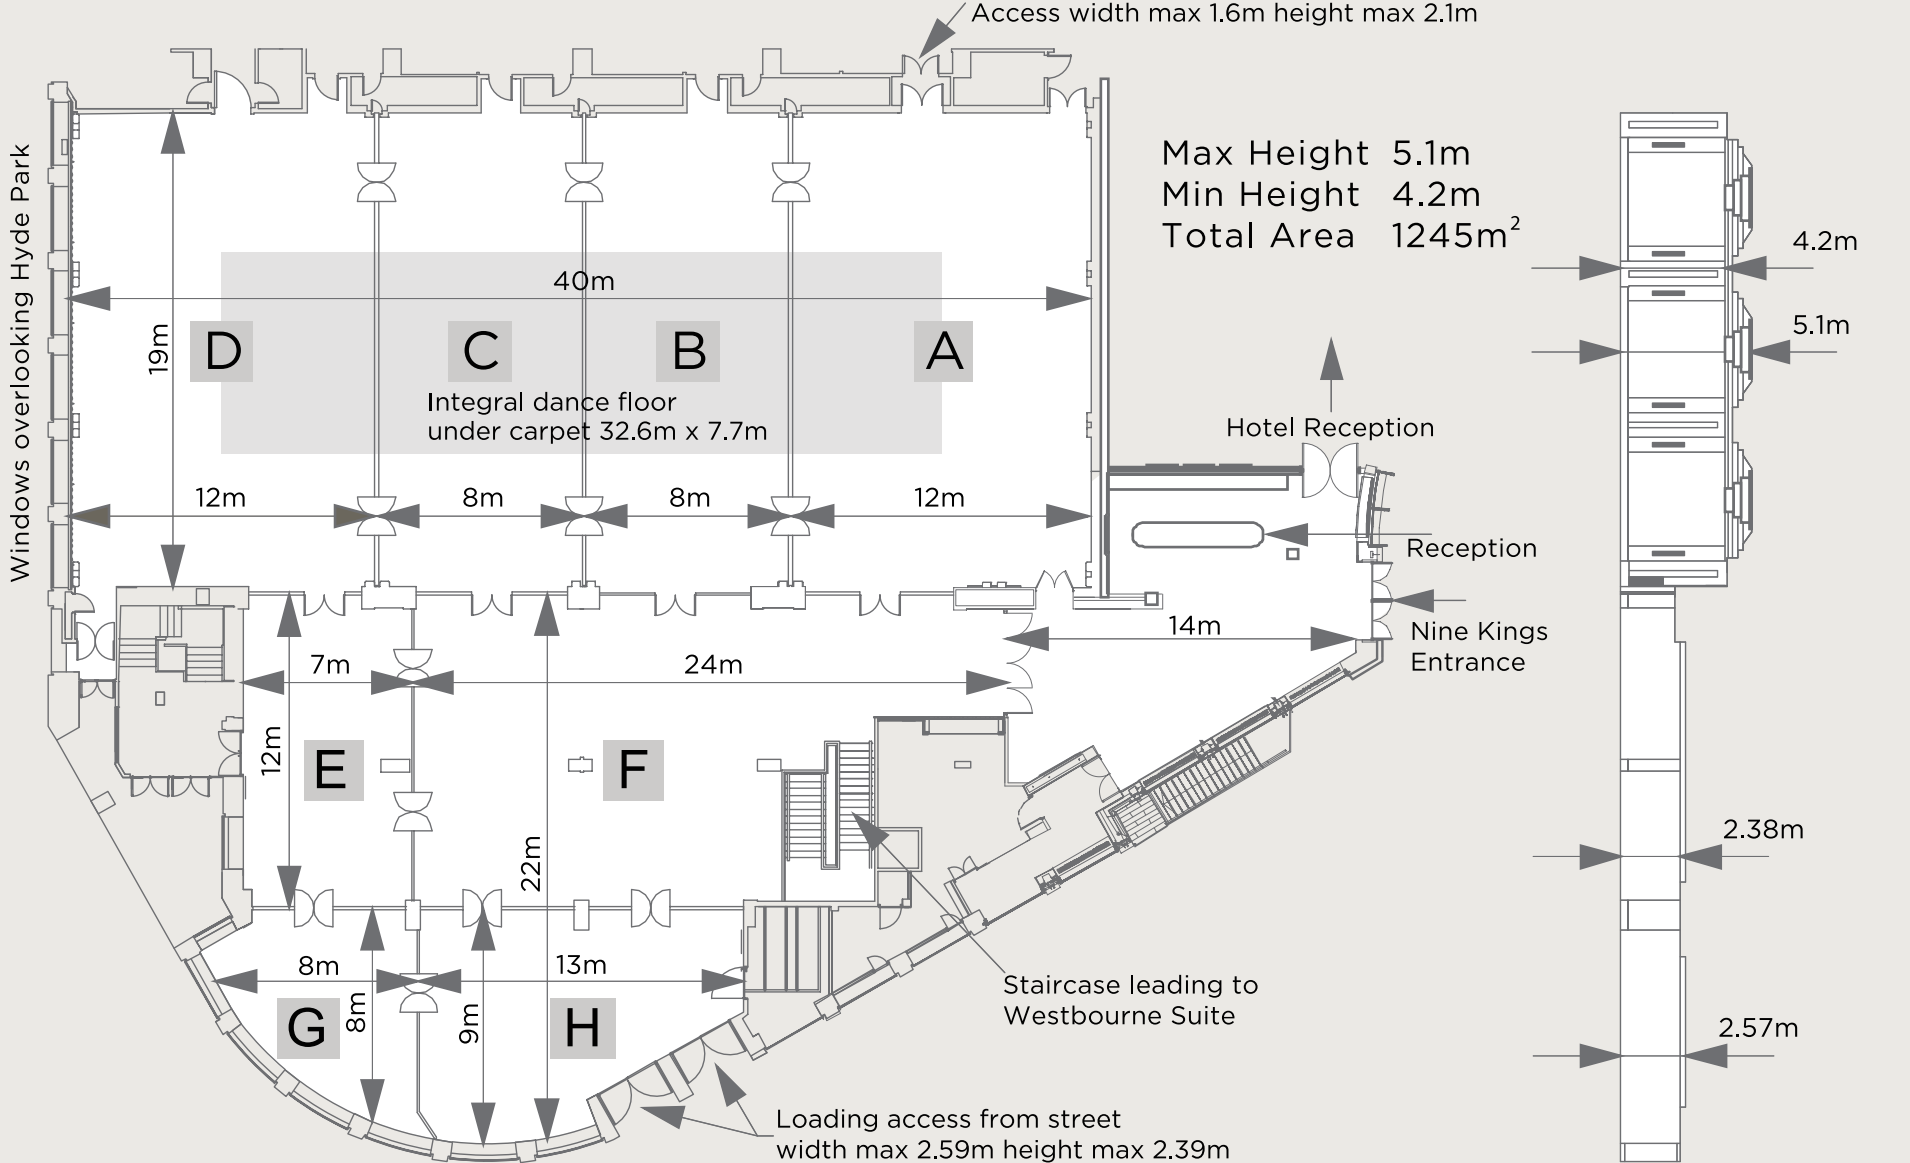 Access width max 1.6m height max 2.1m
Windows overlooking Hyde Park
Max Height 5.1m
Min Height 4.2m
Total Area 1245m²
4.2m
5.1m
40m
19m
D
C
B
A
Integral dance floor
under carpet 32.6m x 7.7m
Hotel Reception
12m
8m
8m
12m
Reception
Nine Kings
Entrance
14m
7m
24m
12m
E
F
22m
2.38m
8m
13m
G
8m
9m
H
Staircase leading to
Westbourne Suite
2.57m
Loading access from street
width max 2.59m height max 2.39m